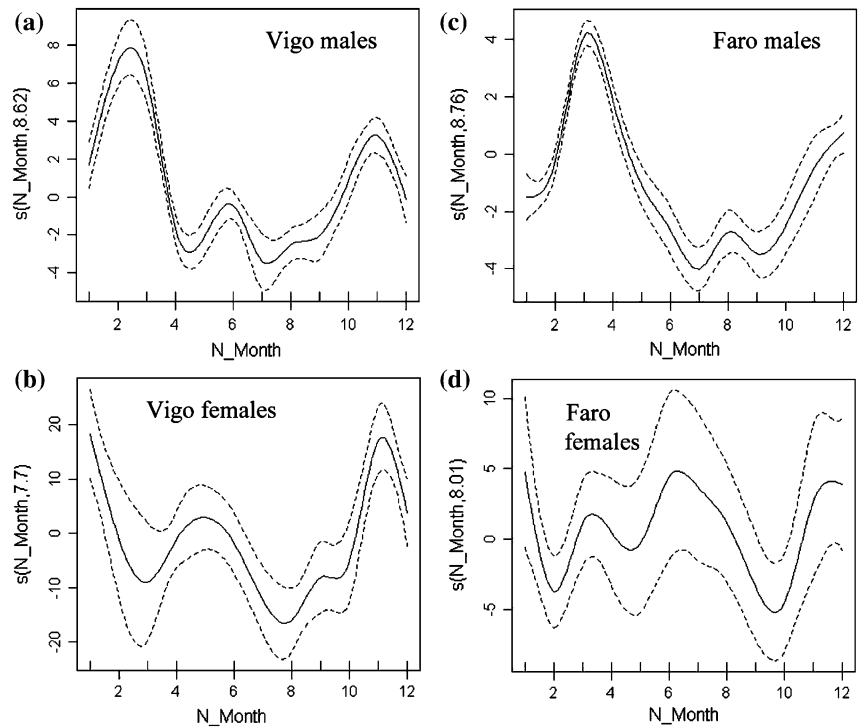 (a)
Vigo males
s(N_Month,8.62)
8
6
4
2
0
-2
-4
2 4 6 8 10 12
N_Month
(c)
Faro males
s(N_Month,8.76)
4
2
0
-2
-4
2 4 6 8 10 12
N_Month
(b)
Vigo females
s(N_Month,7.7)
20
10
0
10
20
2 4 6 8 10 12
N_Month
(d)
Faro
females
s(N_Month,8.01)
10
5
0
-5
2 4 6 8 10 12
N_Month